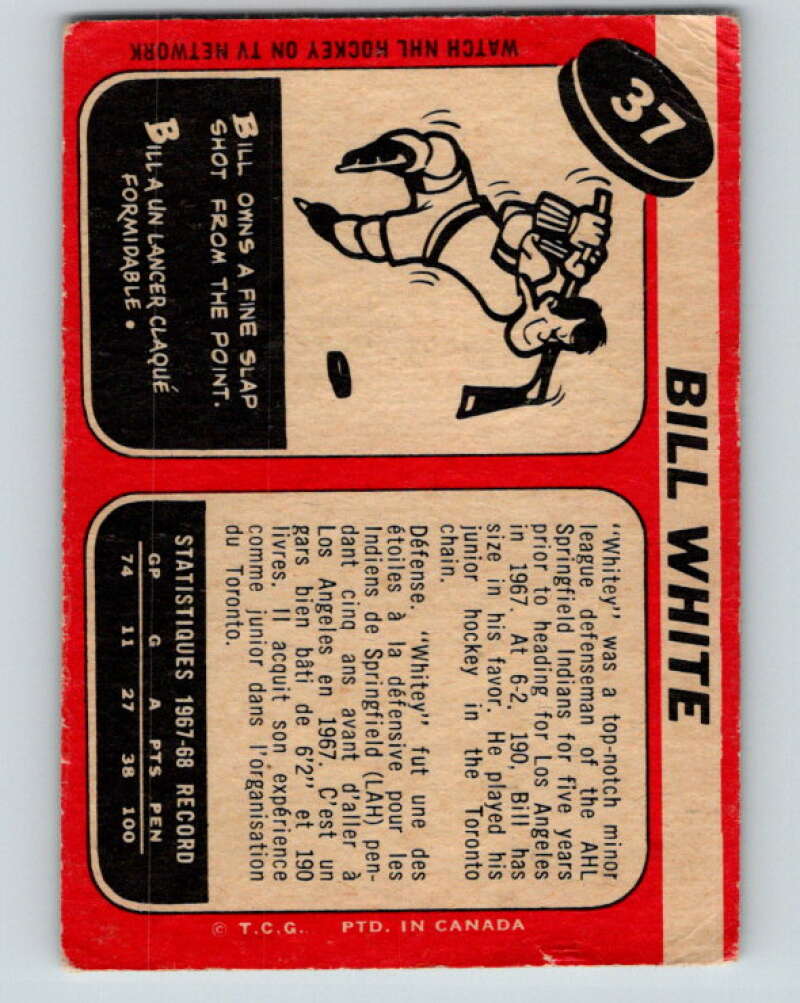 37
BILL WHITE
WATCH NHL HOCKEY ON TV NETWORK
BILL OWNS A FINE SLAP
SHOT FROM THE POINT.
BILL A UN LANCER CLAQUÉ
FORMIDABLE.
"Whitey" was a top-notch minor
league defenseman of the AHL
Springfield Indians for five years
prior to heading for Los Angeles
in 1967. At 6-2, 190, Bill has
size in his favor. He played his
junior hockey in the Toronto
chain.
Défense. "Whitey" fut une des
étoiles à la défensive pour les
Indiens de Springfield (LAH) pen-
dant cinq ans avant d'aller à
Los Angeles en 1967. C'est un
gars bien bâti de 6'2" et 190
livres. Il acquit son expérience
comme junior dans l'organisation
du Toronto.
STATISTIQUES 1967-68 RECORD
GP G A PTS PEN
74 11 27 38 100
© T.C.G. PTD. IN CANADA